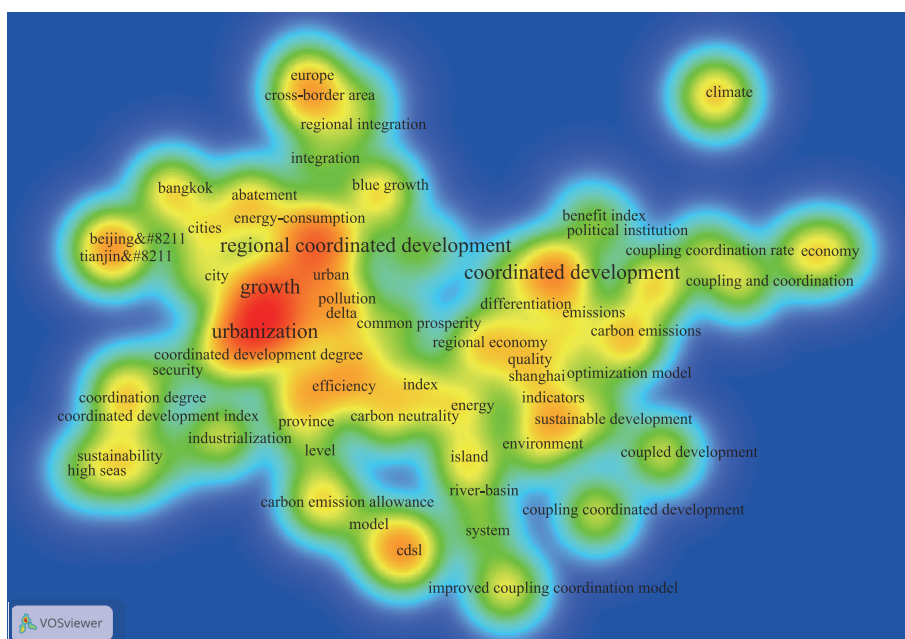 europe
cross-border area
climate
regional integration
integration
bangkok
abatement
blue growth
cities
energy-consumption
benefit index
political institution
beijing&#8211
tianjin&#8211
regional coordinated development
coupling coordination rate
economy
city
urban
coordinated development
coupling and coordination
growth
pollution
delta
differentiation
emissions
urbanization
common prosperity
carbon emissions
coordinated development degree
regional economy
security
quality
shanghai
optimization model
coordination degree
efficiency
index
indicators
coordinated development index
province
carbon neutrality
energy
sustainable development
industrialization
level
environment
sustainability
island
coupled development
high seas
river-basin
carbon emission allowance
coupling coordinated development
model
system
cdsl
improved coupling coordination model
VOSviewer